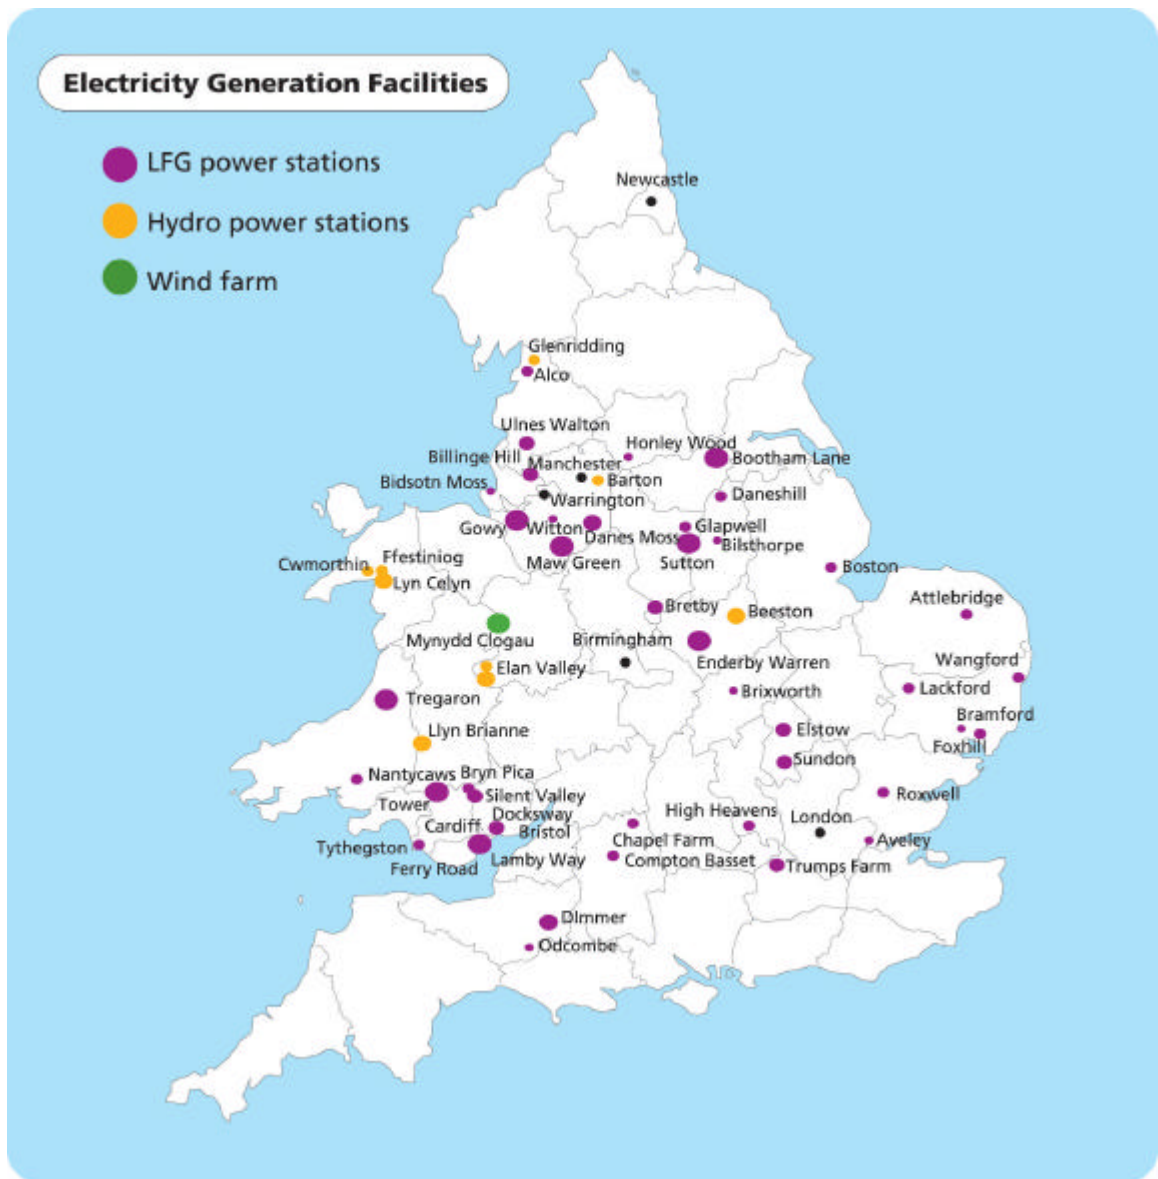 Electricity Generation Facilities
LFG power stations
Hydro power stations
Wind farm
Newcastle
Glenridding
Alco
Ulnes Walton
Honley Wood
Billinge Hill
Manchester
Bootham Lane
Bidsotn Moss
Barton
Warrington
Daneshill
Gowy
Witton
Danes Moss
Glapwell
Bilsthorpe
Maw Green
Sutton
Cwmorthin
Ffestiniog
Lyn Celyn
Boston
Attlebridge
Bretby
Beeston
Mynydd Clogau
Birmingham
Elan Valley
Enderby Warren
Wangford
Lackford
Brixworth
Tregaron
Bramford
Llyn Brianne
Elstow
Foxhill
Sundon
Nantycaws
Bryn Pica
Silent Valley
Tower
Roxwell
Docksway
High Heavens
London
Cardiff
Bristol
Chapel Farm
Aveley
Tythegston
Lamby Way
Compton Basset
Trumps Farm
Ferry Road
DImmer
Odcombe